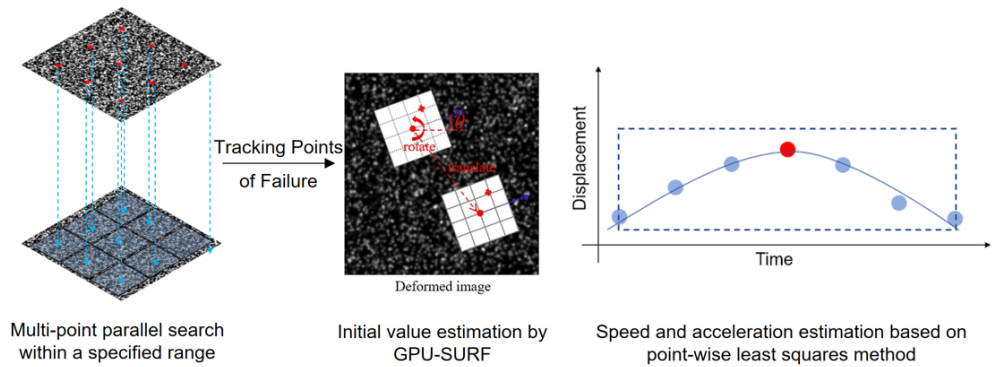 Tracking Points
of Failure
rotate
translate
Deformed image
Displacement
Time
Multi-point parallel search
within a specified range
Initial value estimation by
GPU-SURF
Speed and acceleration estimation based on
point-wise least squares method